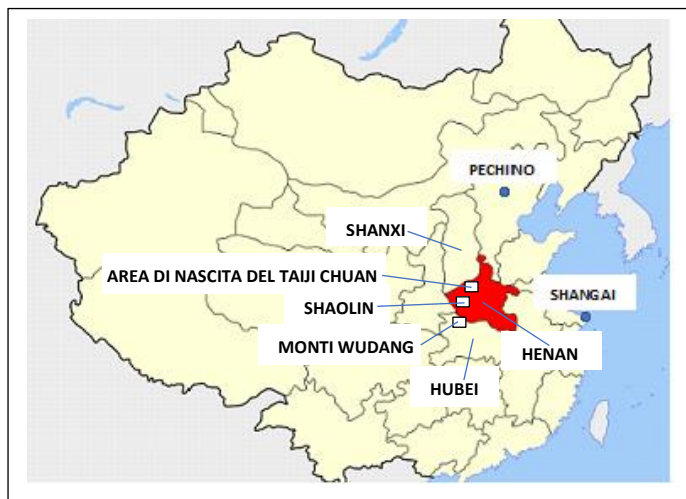 PECHINO
SHANXI
AREA DI NASCITA DEL TAIJI CHUAN
SHAOLIN
SHANGAI
MONTI WUDANG
HENAN
HUBEI